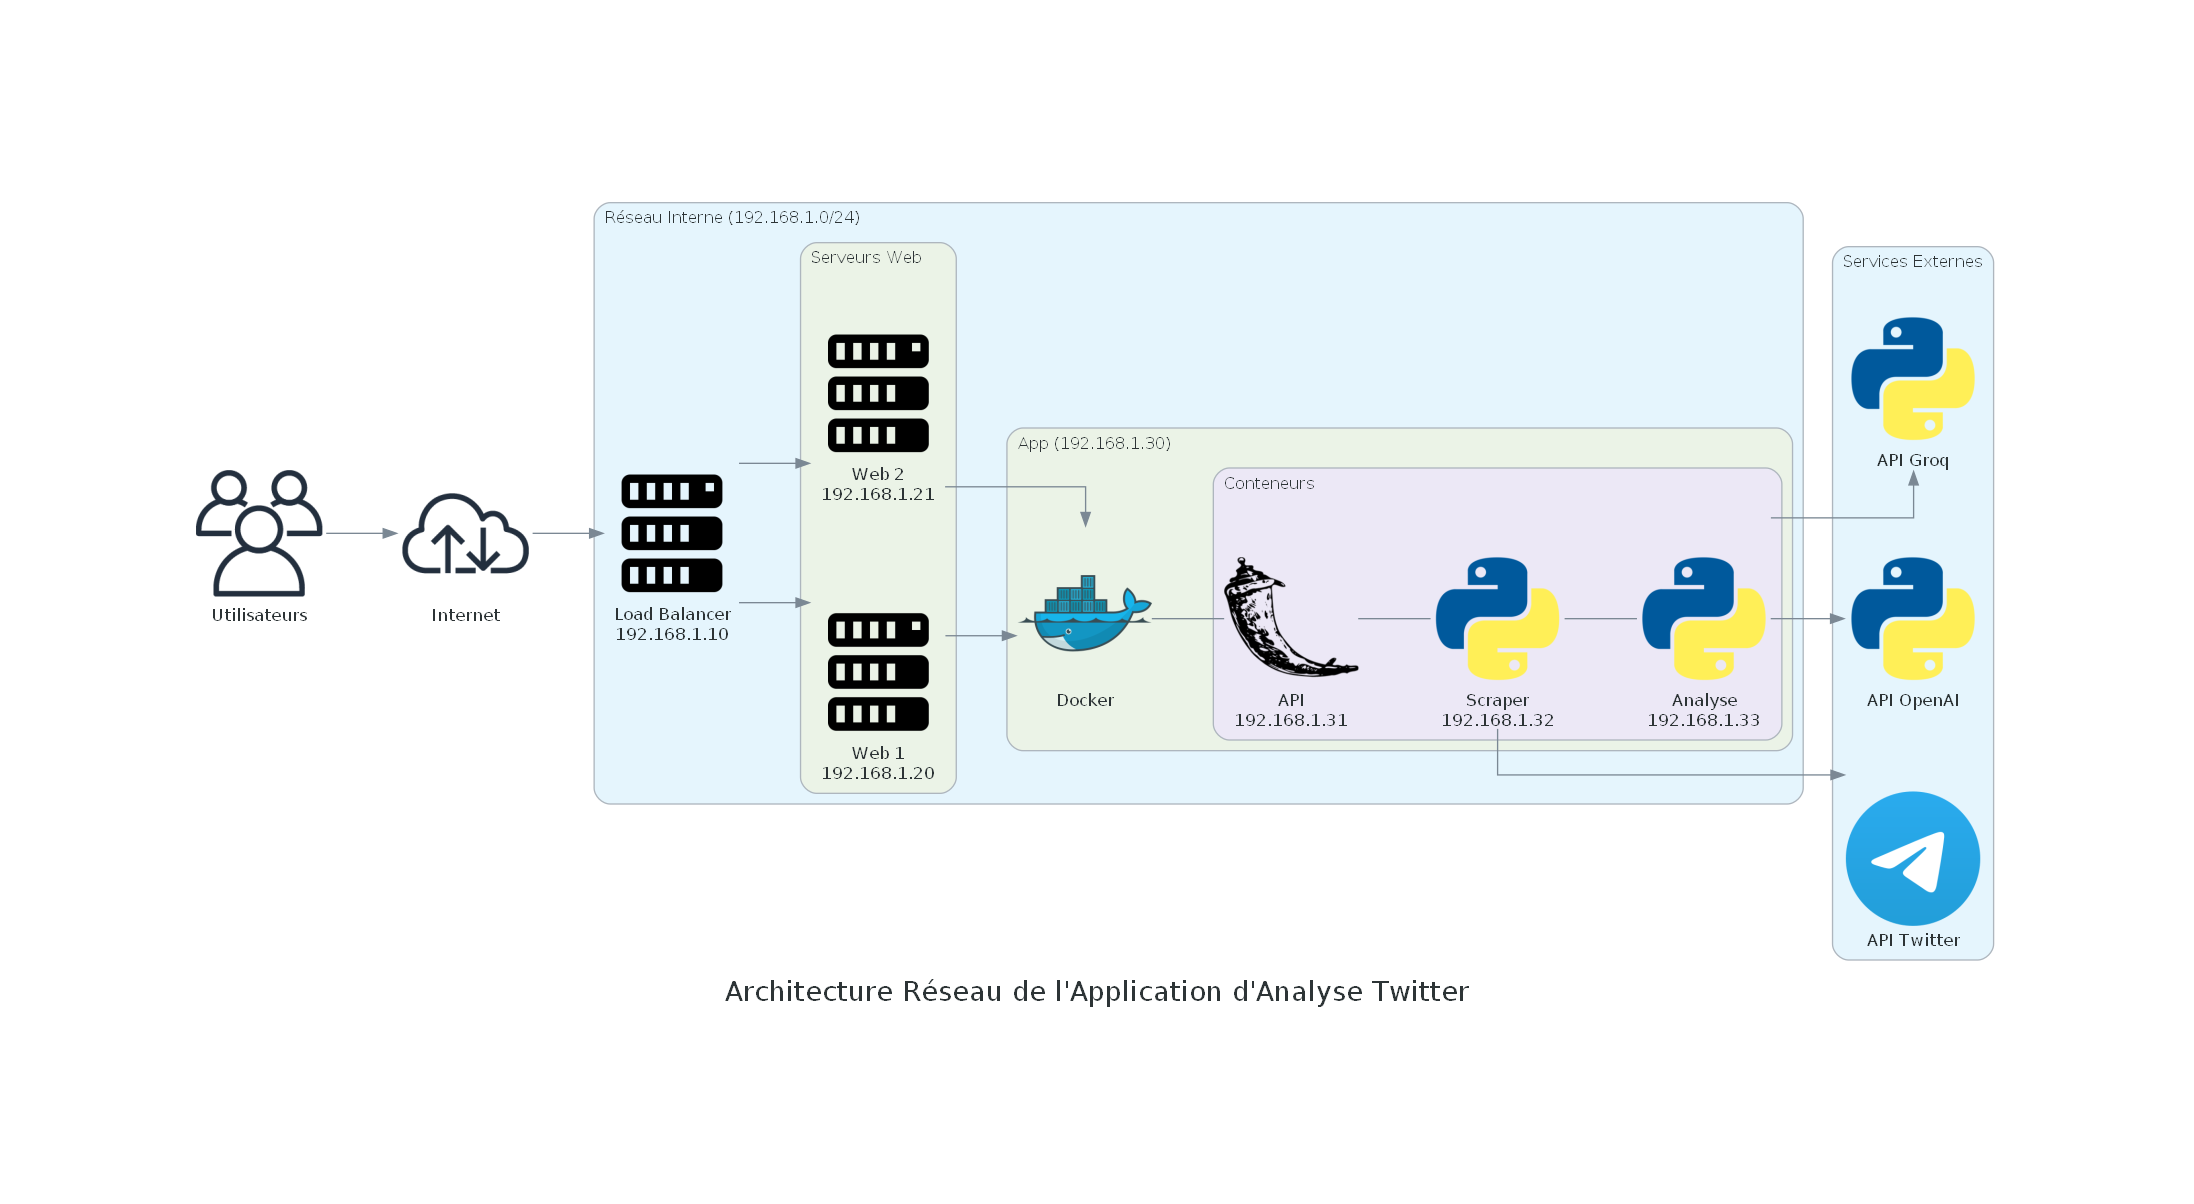 Réseau Interne (192.168.1.0/24)
Serveurs Web
Services Externes
Web 2
192.168.1.21
App (192.168.1.30)
Conteneurs
API Groq
Utilisateurs
Internet
Load Balancer
192.168.1.10
Docker
API
192.168.1.31
Scraper
192.168.1.32
Analyse
192.168.1.33
API OpenAI
Web 1
192.168.1.20
API Twitter
Architecture Réseau de l'Application d'Analyse Twitter